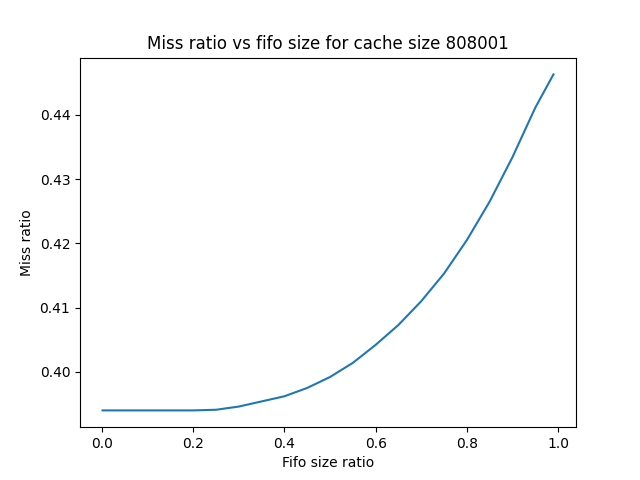 Miss ratio vs fifo size for cache size 808001
0.44
0.43
0.42
0.41
0.40
Miss ratio
0.0 0.2 0.4 0.6 0.8 1.0
Fifo size ratio